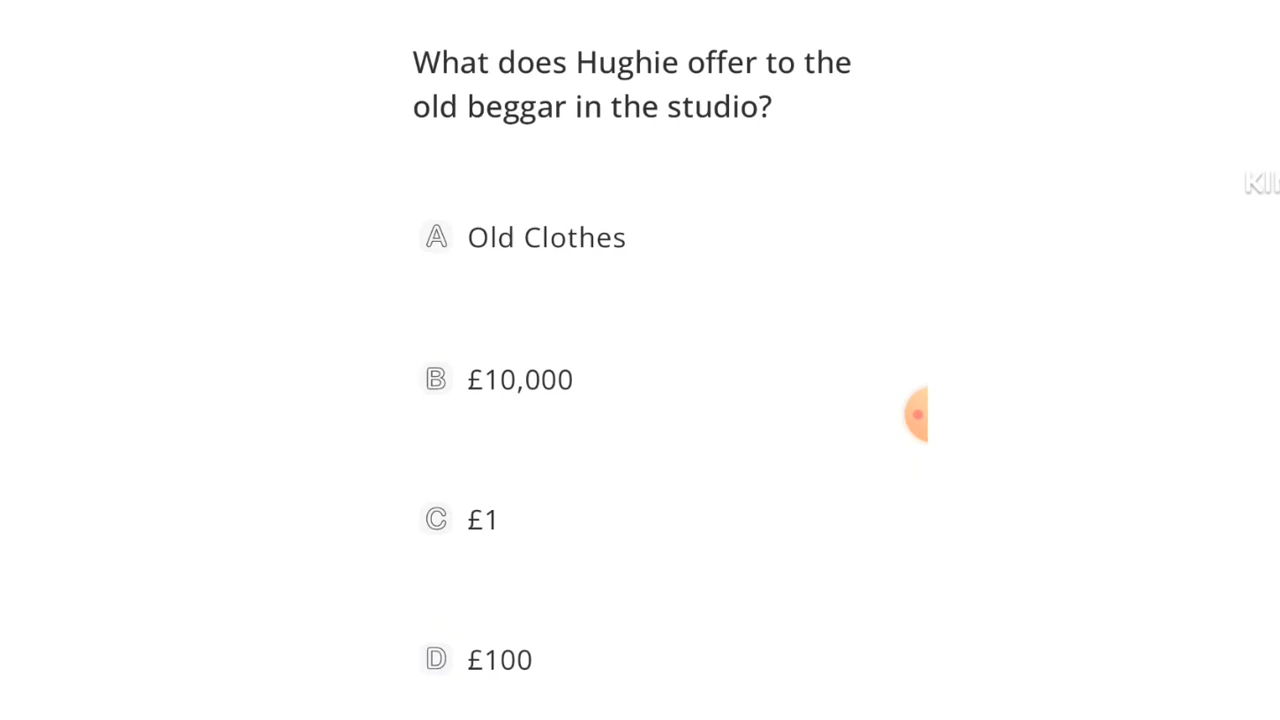 What does Hughie offer to the
old beggar in the studio?
A Old Clothes
B £10,000
C £1
D £100